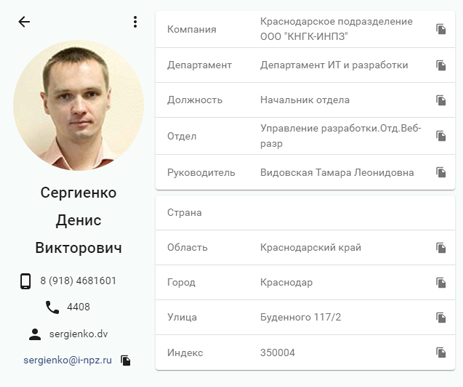 Сергиенко
Денис
Викторович
8 (918) 4681601
4408
sergienko.dv
sergienko@i-npz.ru
Компания
Краснодарское подразделение
ООО "КНГК-ИНПЗ"
Департамент
Департамент ИТ и разработки
Должность
Начальник отдела
Отдел
Управление разработки.Отд.Веб-
разр
Руководитель
Видовская Тамара Леонидовна
Страна
Область
Краснодарский край
Город
Краснодар
Улица
Буденного 117/2
Индекс
350004